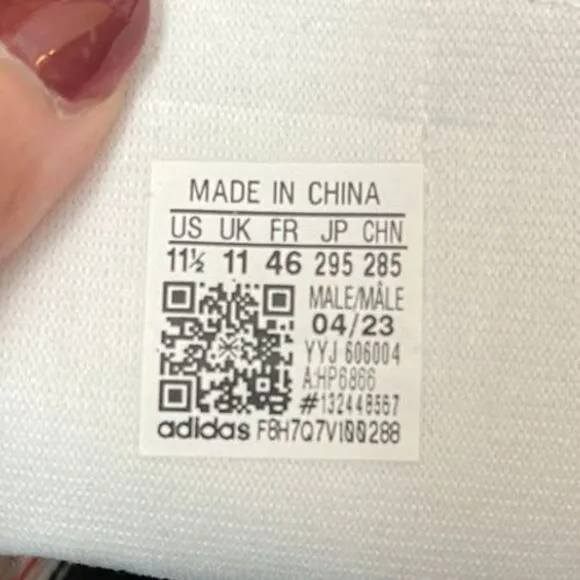 MADE IN CHINA
US UK FR JP CHN
11½ 11 46 295 285
MALE/MÂLE
04/23
YYJ 606004
A:HP6866
#132448567
adidas F8H7Q7V100288